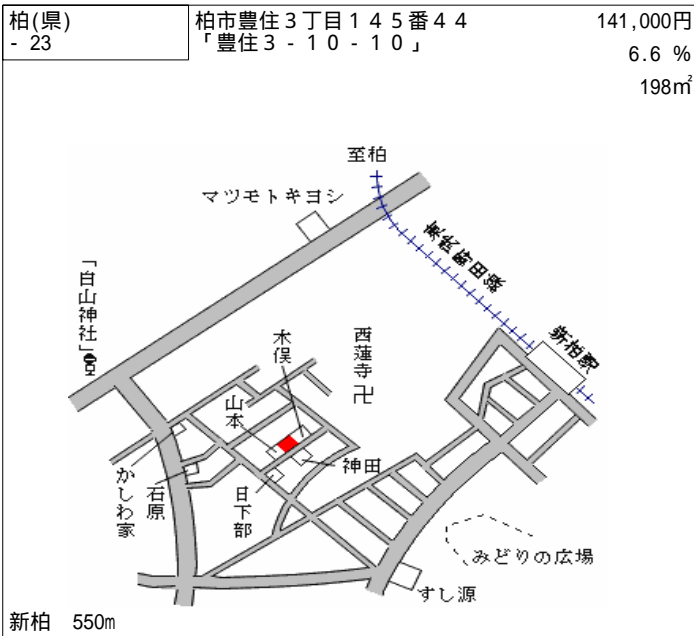 柏(県)
- 23
柏市豊住３丁目１４５番４４
「豊住３－１０－１０」
141,000円
6.6 %
198㎡
至柏
マツモトキヨシ
東武野田線
新柏駅
「白山神社」
木俣
西蓮寺
卍
山本
神田
かしわ家
石原
日下部
みどりの広場
すし源
新柏 550m